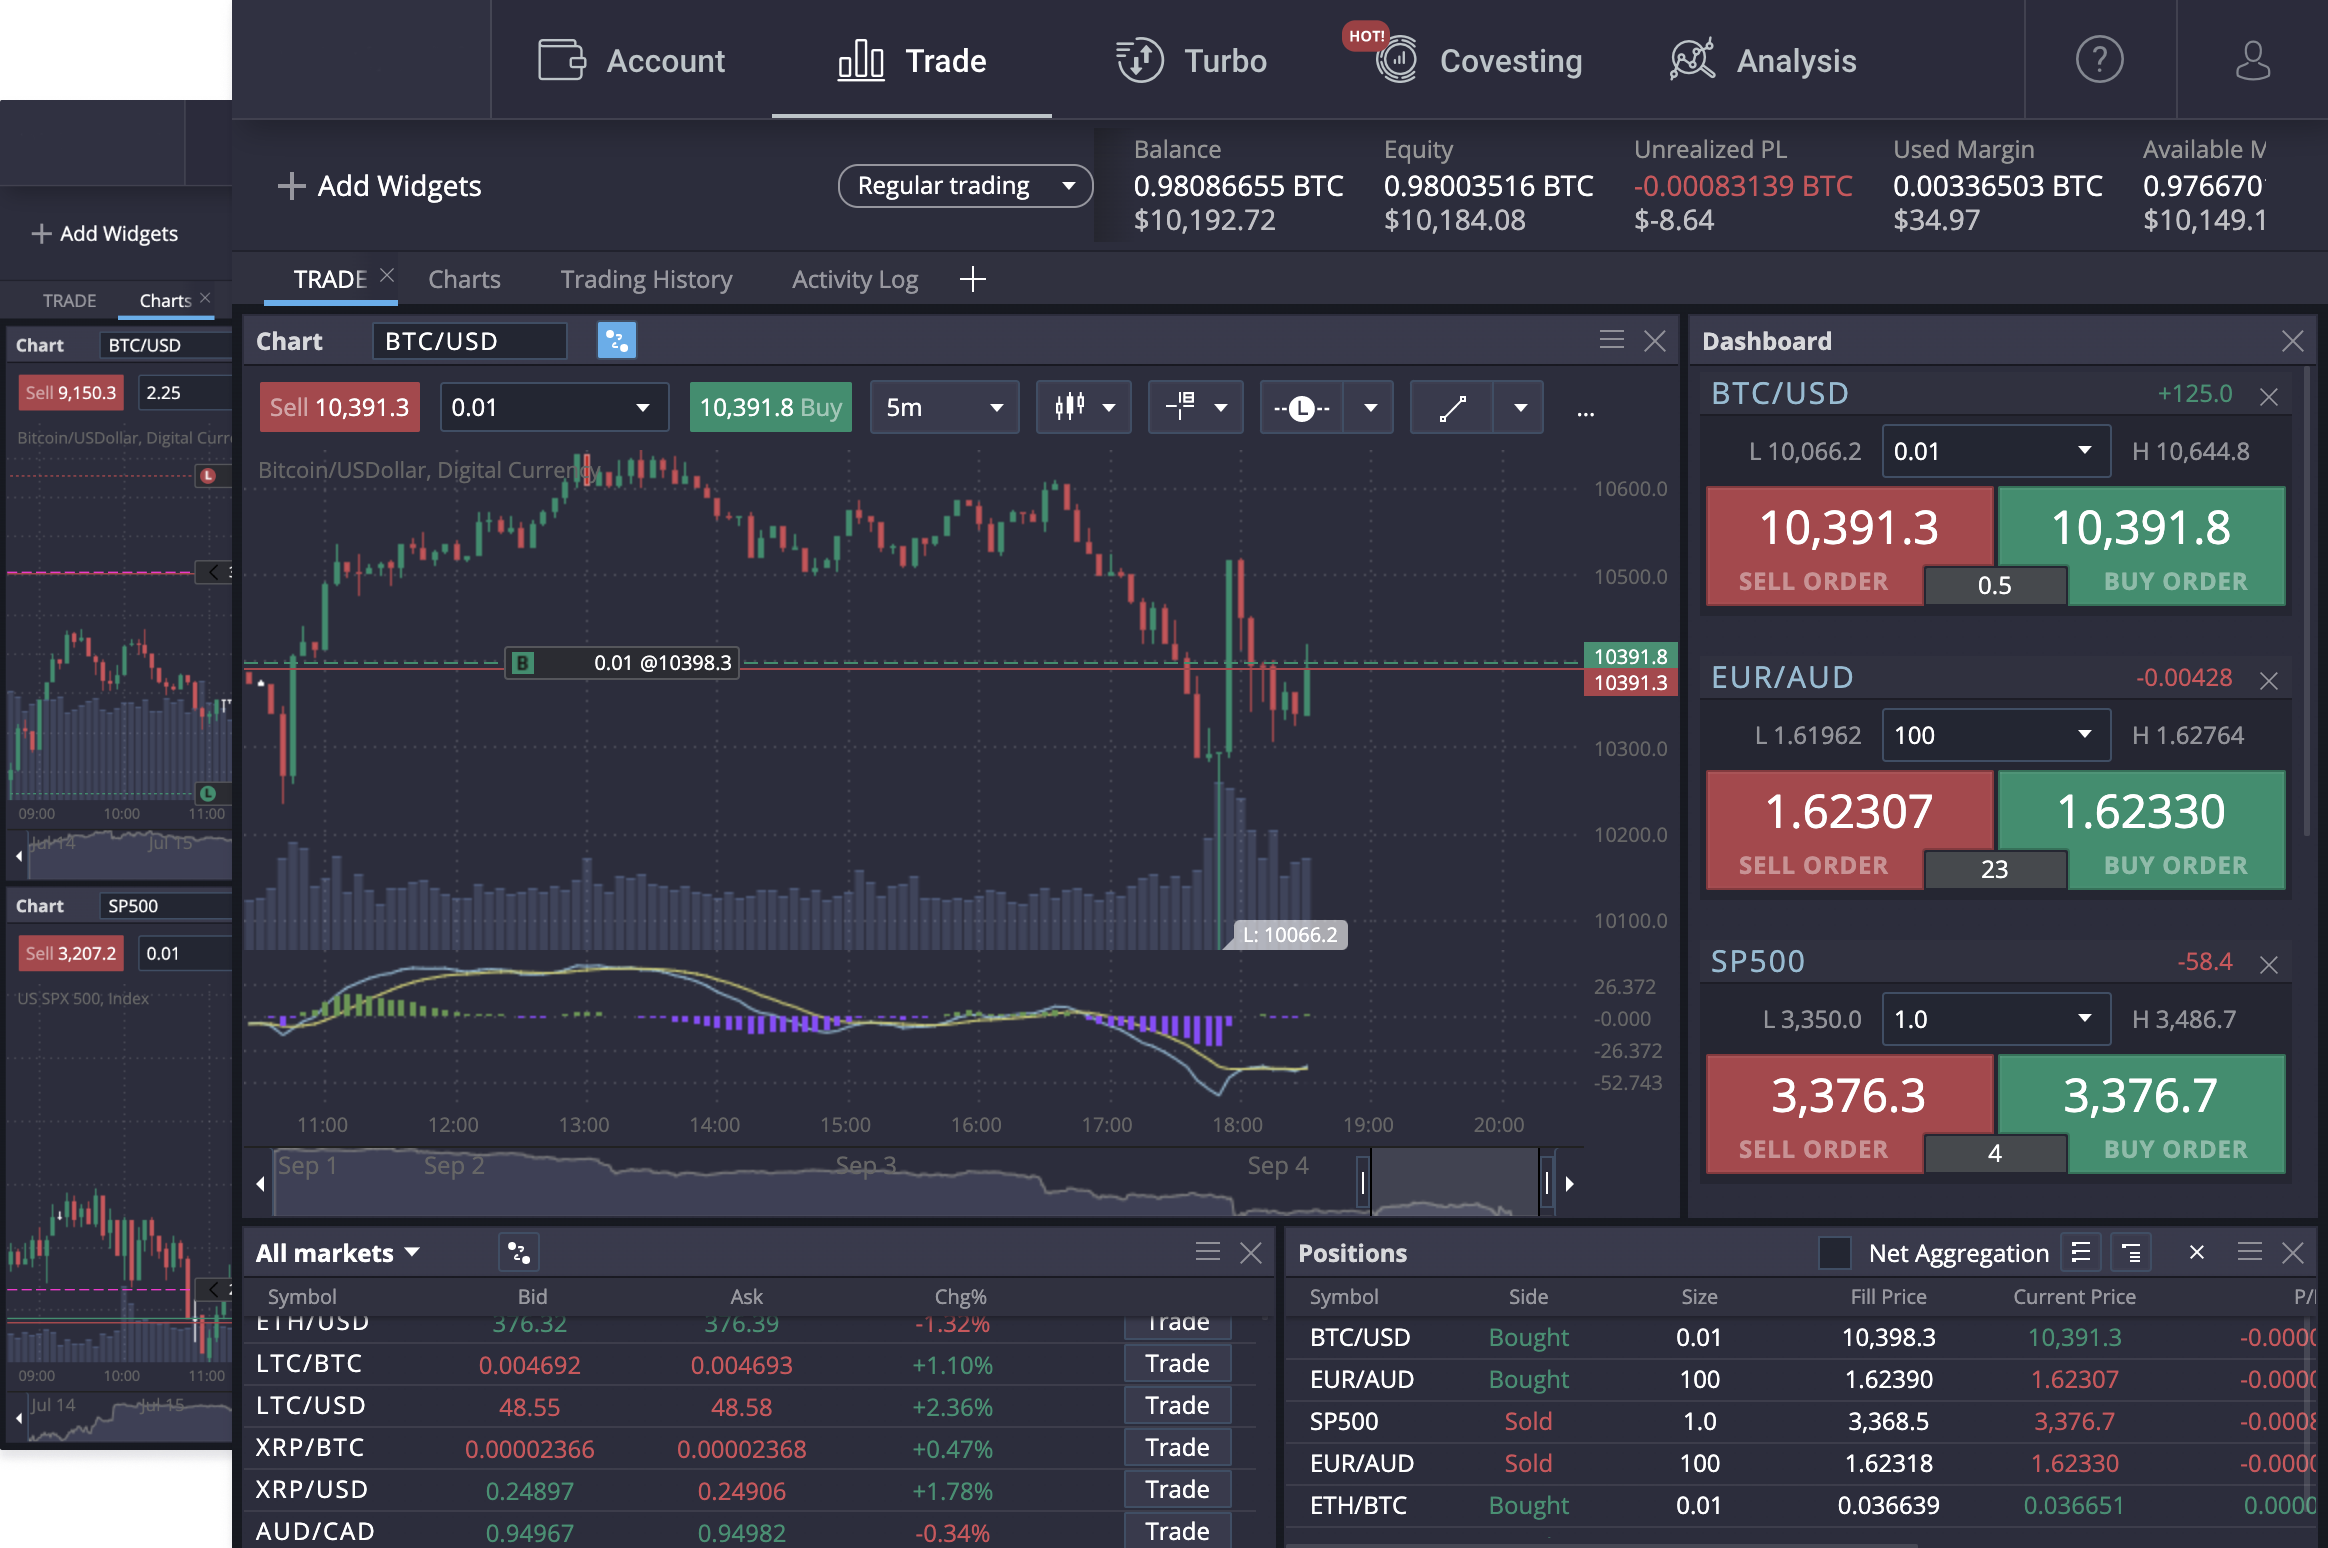 Account
Trade
Turbo
HOT!
Covesting
Analysis
?
Add Widgets
Regular trading
Balance
0.98086655 BTC
$10,192.72
Equity
0.98003516 BTC
$10,184.08
Unrealized PL
-0.00083139 BTC
$-8.64
Used Margin
0.00336503 BTC
$34.97
Available M
0.976670
$10,149.1
TRADE
Charts
Trading History
Activity Log
Chart
BTC/USD
Sell 10,391.3
0.01
10,391.8 Buy
5m
L
...
Bitcoin/USDollar, Digital Currency
10600.0
10500.0
10391.8
10391.3
10300.0
10200.0
10100.0
B 0.01 @10398.3
L: 10066.2
26.372
-0.000
-26.372
-52.743
11:00 12:00 13:00 14:00 15:00 16:00 17:00 18:00 19:00 20:00
Sep 1 Sep 2 Sep 3 Sep 4
Dashboard
BTC/USD +125.0
L 10,066.2 0.01 H 10,644.8
10,391.3 10,391.8
SELL ORDER 0.5 BUY ORDER
EUR/AUD -0.00428
L 1.61962 100 H 1.62764
1.62307 1.62330
SELL ORDER 23 BUY ORDER
SP500 -58.4
L 3,350.0 1.0 H 3,486.7
3,376.3 3,376.7
SELL ORDER 4 BUY ORDER
All markets
Symbol Bid Ask Chg%
ETH/USD 376.32 376.39 -1.32% Trade
LTC/BTC 0.004692 0.004693 +1.10% Trade
LTC/USD 48.55 48.58 +2.36% Trade
XRP/BTC 0.00002366 0.00002368 +0.47% Trade
XRP/USD 0.24897 0.24906 +1.78% Trade
AUD/CAD 0.94967 0.94982 -0.34% Trade
Positions
Net Aggregation
Symbol Side Size Fill Price Current Price P/
BTC/USD Bought 0.01 10,398.3 10,391.3 -0.000
EUR/AUD Bought 100 1.62390 1.62307 -0.000
SP500 Sold 1.0 3,368.5 3,376.7 -0.000
EUR/AUD Sold 100 1.62318 1.62330 -0.000
ETH/BTC Bought 0.01 0.036639 0.036651 0.000
Add Widgets
TRADE
Charts
Chart BTC/USD
Sell 9,150.3 2.25
Bitcoin/USDollar, Digital Curr
L
L
09:00 10:00 11:00
Jul 14 Jul 15
Chart SP500
Sell 3,207.2 0.01
US SPX 500, Index
09:00 10:00 11:00
Jul 14 Jul 15